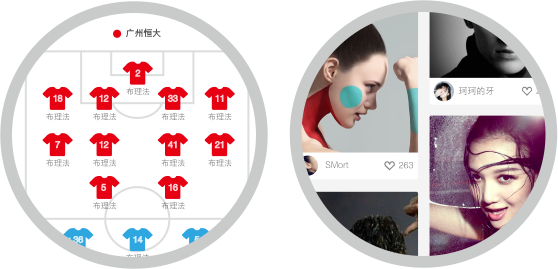 广州恒大
2
布理法
18 12 33 11
布理法 布理法 布理法 布理法
7 12 41 21
布理法 布理法 布理法 布理法
5 16
布理法 布理法
36 14 5
布理法
SMort 263
珂珂的牙